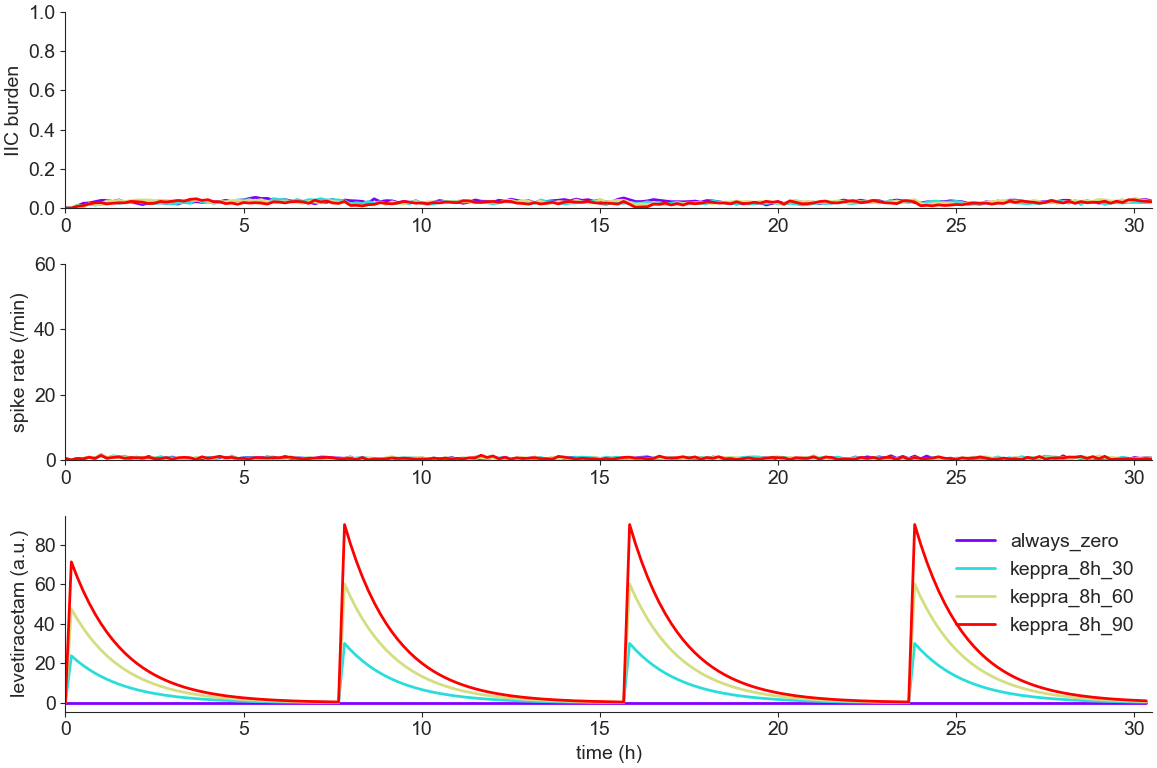 IIC burden
1.0
0.8
0.6
0.4
0.2
0.0
0 5 10 15 20 25 30
spike rate (/min)
60
40
20
0
0 5 10 15 20 25 30
levetiracetam (a.u.)
80
60
40
20
0
0 5 10 15 20 25 30
time (h)
always_zero
keppra_8h_30
keppra_8h_60
keppra_8h_90